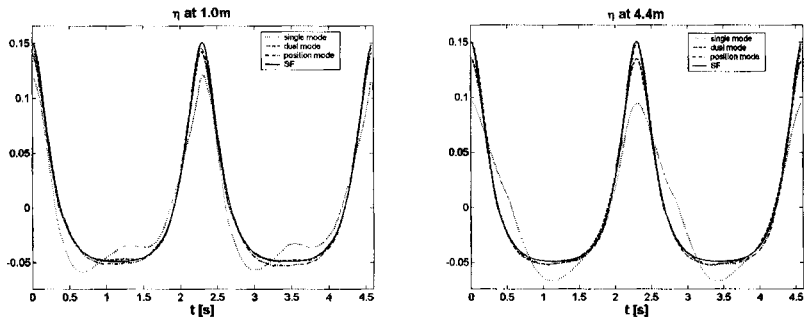 η at 1.0m
single mode
dual mode
position mode
SF
0.15
0.1
0.05
0
-0.05
0 0.5 1 1.5 2 2.5 3 3.5 4 4.5
t [s]
η at 4.4m
single mode
dual mode
position mode
SF
0.15
0.1
0.05
0
-0.05
0 0.5 1 1.5 2 2.5 3 3.5 4 4.5
t [s]